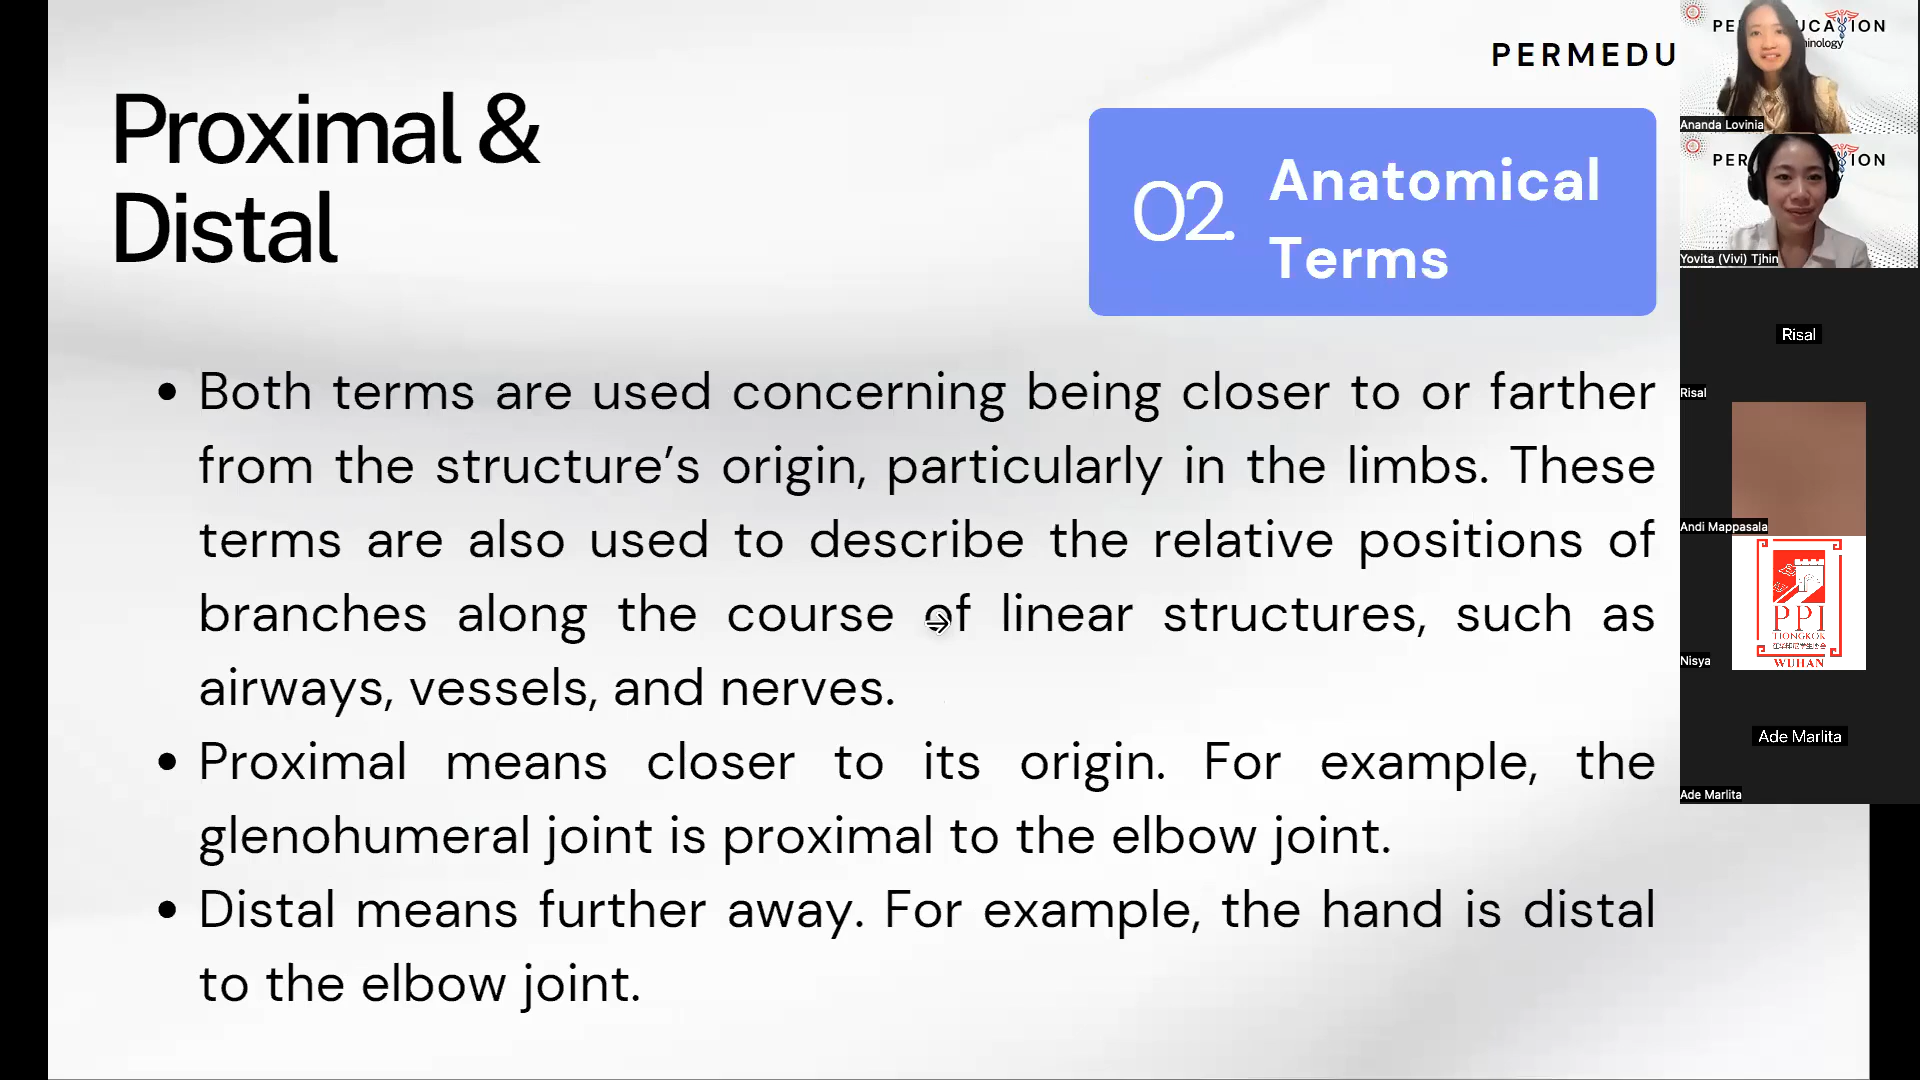 PERMEDU
Proximal &
Distal
02.
Anatomical
Terms
Both terms are used concerning being closer to or farther
from the structure’s origin, particularly in the limbs. These
terms are also used to describe the relative positions of
branches along the course of linear structures, such as
airways, vessels, and nerves.
Proximal means closer to its origin. For example, the
glenohumeral joint is proximal to the elbow joint.
Distal means further away. For example, the hand is distal
to the elbow joint.
Ananda Lovinia
Yovita (Vivi) Tjhin
Risal
Risal
Andi Mappasala
PPI
TIONGKOK
WUHAN
Nisya
Ade Marlita
Ade Marlita